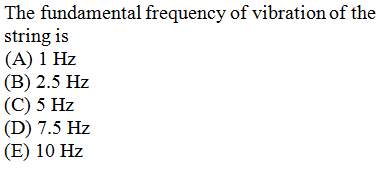 The fundamental frequency of vibration of the
string is
(A) 1 Hz
(B) 2.5 Hz
(C) 5 Hz
(D) 7.5 Hz
(E) 10 Hz